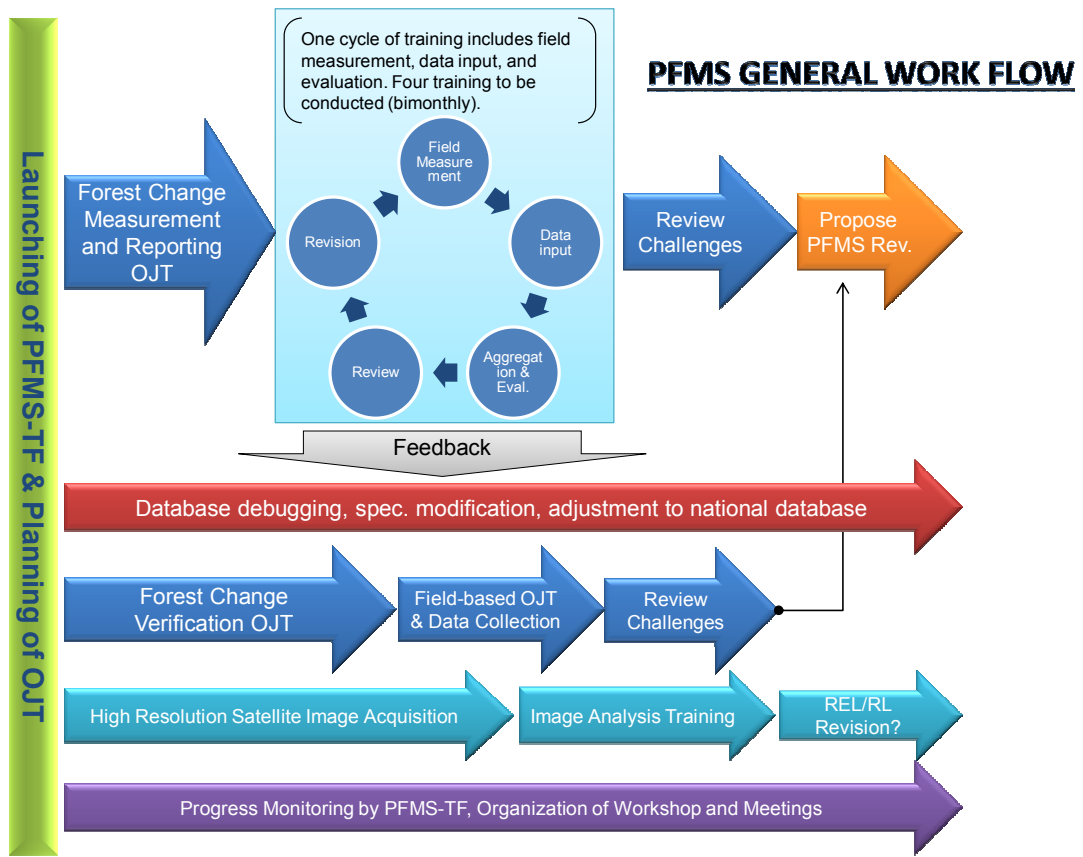 PFMS GENERAL WORK FLOW
Launching of PFMS-TF & Planning of OJT
One cycle of training includes field
measurement, data input, and
evaluation. Four training to be
conducted (bimonthly).
Forest Change
Measurement
and Reporting
OJT
Field
Measure
ment
Data
input
Aggregat
ion &
Eval.
Review
Revision
Review
Challenges
Propose
PFMS Rev.
Feedback
Database debugging, spec. modification, adjustment to national database
Forest Change
Verification OJT
Field-based OJT
& Data Collection
Review
Challenges
High Resolution Satellite Image Acquisition
Image Analysis Training
REL/RL
Revision?
Progress Monitoring by PFMS-TF, Organization of Workshop and Meetings